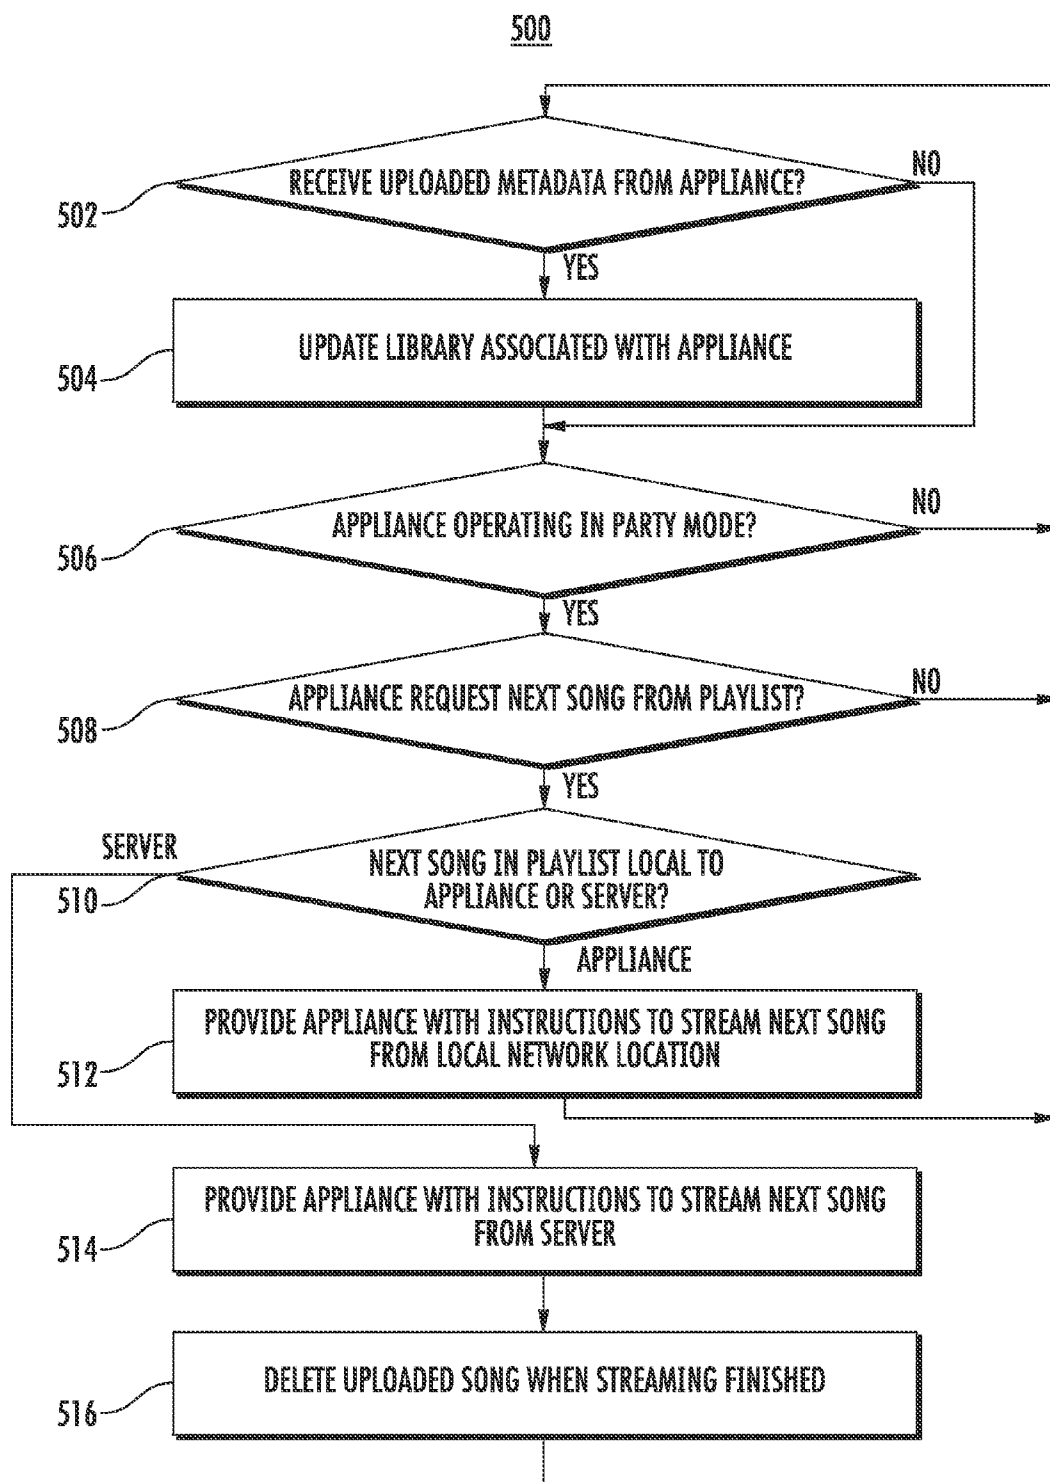 500
RECEIVE UPLOADED METADATA FROM APPLIANCE?
NO
502
YES
UPDATE LIBRARY ASSOCIATED WITH APPLIANCE
504
NO
APPLIANCE OPERATING IN PARTY MODE?
506
YES
NO
APPLIANCE REQUEST NEXT SONG FROM PLAYLIST?
508
YES
SERVER
NEXT SONG IN PLAYLIST LOCAL TO
APPLIANCE OR SERVER?
510
APPLIANCE
PROVIDE APPLIANCE WITH INSTRUCTIONS TO STREAM NEXT SONG
FROM LOCAL NETWORK LOCATION
512
PROVIDE APPLIANCE WITH INSTRUCTIONS TO STREAM NEXT SONG
FROM SERVER
514
DELETE UPLOADED SONG WHEN STREAMING FINISHED
516